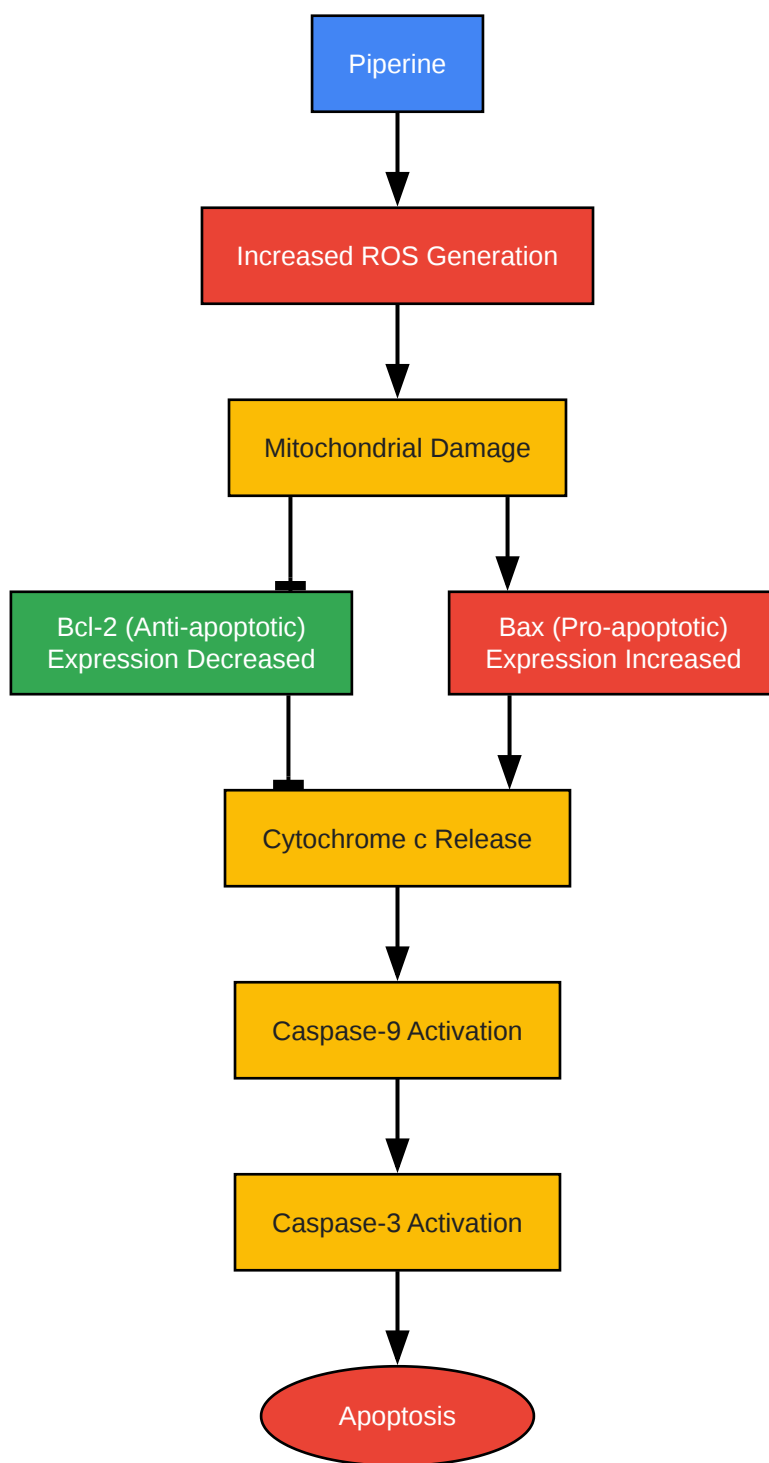 Piperine
Increased ROS Generation
Mitochondrial Damage
Bcl-2 (Anti-apoptotic)
Expression Decreased
Bax (Pro-apoptotic)
Expression Increased
Cytochrome c Release
Caspase-9 Activation
Caspase-3 Activation
Apoptosis